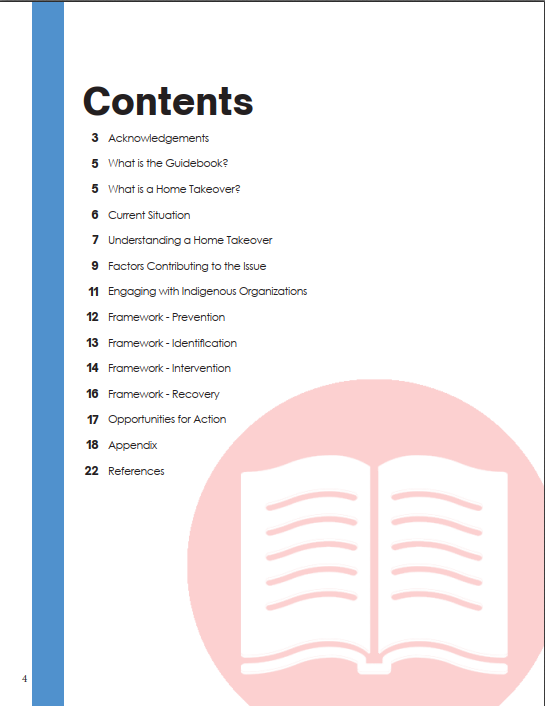 Contents
3 Acknowledgements
5 What is the Guidebook?
5 What is a Home Takeover?
6 Current Situation
7 Understanding a Home Takeover
9 Factors Contributing to the Issue
11 Engaging with Indigenous Organizations
12 Framework - Prevention
13 Framework - Identification
14 Framework - Intervention
16 Framework - Recovery
17 Opportunities for Action
18 Appendix
22 References
4